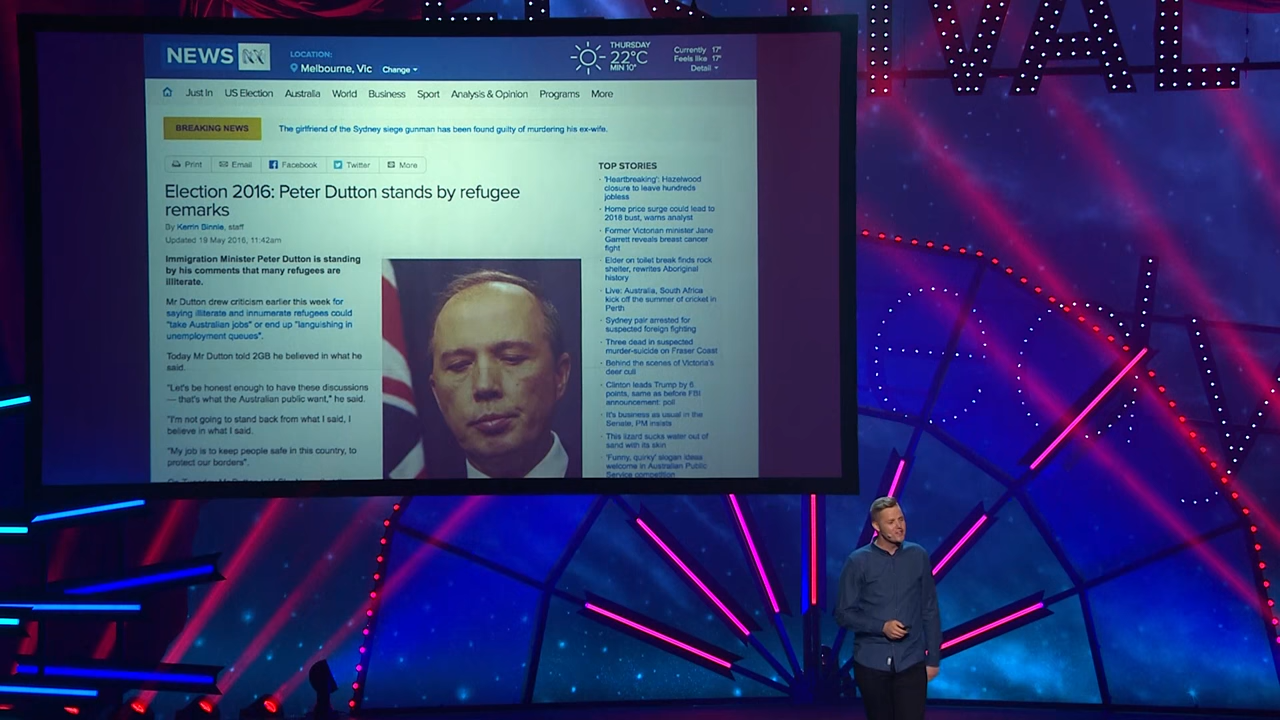 IVAL
NEWS
LOCATION:
Melbourne, Vic Change
THURSDAY
22°C
MIN 10°
Currently 17°
Feels like 17°
Detail
Just In US Election Australia World Business Sport Analysis & Opinion Programs More
BREAKING NEWS
The girlfriend of the Sydney siege gunman has been found guilty of murdering his ex-wife.
Print Email Facebook Twitter More
Election 2016: Peter Dutton stands by refugee
remarks
By Kerrin Binnie, staff
Updated 19 May 2016, 11:42am
Immigration Minister Peter Dutton is standing
by his comments that many refugees are
illiterate.
Mr Dutton drew criticism earlier this week for
saying illiterate and innumerate refugees could
"take Australian jobs" or end up "languishing in
unemployment queues".
Today Mr Dutton told 2GB he believed in what he
said.
"Let's be honest enough to have these discussions
— that's what the Australian public want," he said.
"I'm not going to stand back from what I said, I
believe in what I said.
"My job is to keep people safe in this country, to
protect our borders".
TOP STORIES
'Heartbreaking': Hazelwood
closure to leave hundreds
jobless
Home price surge could lead to
2018 bust, warns analyst
Former Victorian minister Jane
Garrett reveals breast cancer
fight
Elder on toilet break finds rock
shelter, rewrites Aboriginal
history
Live: Australia, South Africa
kick off the summer of cricket in
Perth
Sydney pair arrested for
suspected foreign fighting
Three dead in suspected
murder-suicide on Fraser Coast
Behind the scenes of Victoria's
deer cull
Clinton leads Trump by 6
points, same as before FBI
announcement: poll
It's business as usual in the
Senate, PM insists
This lizard sucks water out of
sand with its skin
'Funny, quirky' slogan ideas
welcome in Australian Public
Service competition